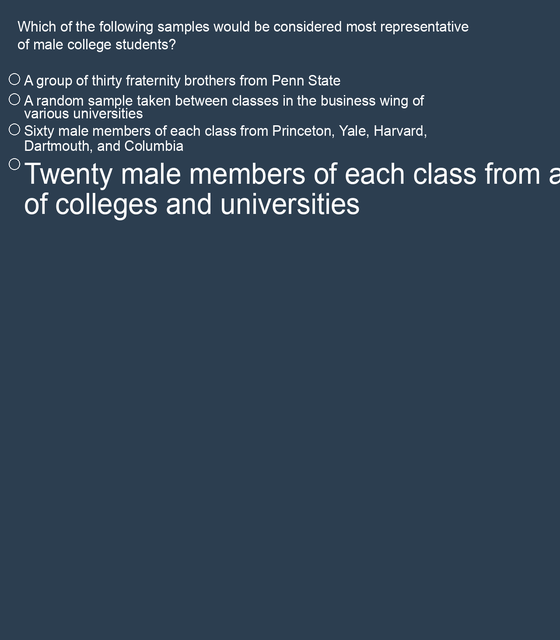 Which of the following samples would be considered most representative
of male college students?
A group of thirty fraternity brothers from Penn State
A random sample taken between classes in the business wing of
various universities
Sixty male members of each class from Princeton, Yale, Harvard,
Dartmouth, and Columbia
Twenty male members of each class from a
of colleges and universities